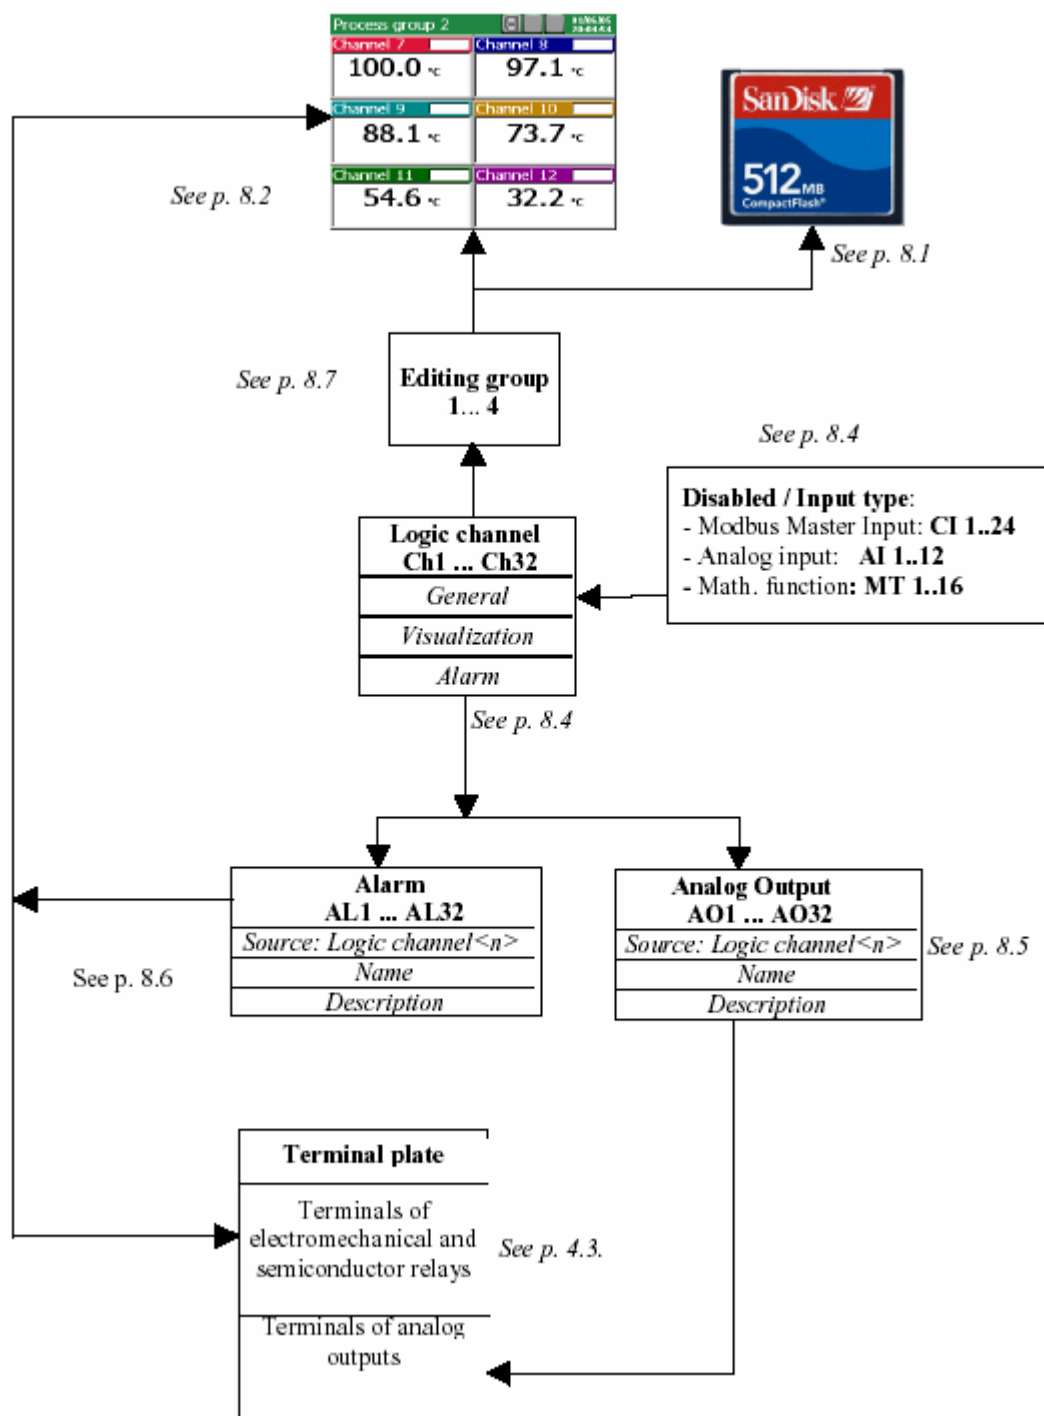 Process group 2
Channel 7
Channel 8
100.0 °C
97.1 °C
Channel 9
Channel 10
88.1 °C
73.7 °C
Channel 11
Channel 12
54.6 °C
32.2 °C
SanDisk
512MB
CompactFlash®
See p. 8.2
See p. 8.1
See p. 8.7
Editing group
1... 4
See p. 8.4
Disabled / Input type:
- Modbus Master Input: CI 1..24
- Analog input: AI 1..12
- Math. function: MT 1..16
Logic channel
Ch1 ... Ch32
General
Visualization
Alarm
See p. 8.4
Alarm
AL1 ... AL32
Source: Logic channel<n>
Name
Description
See p. 8.6
Analog Output
AO1 ... AO32
Source: Logic channel<n>
Name
Description
See p. 8.5
Terminal plate
Terminals of
electromechanical and
semiconductor relays
See p. 4.3.
Terminals of analog
outputs